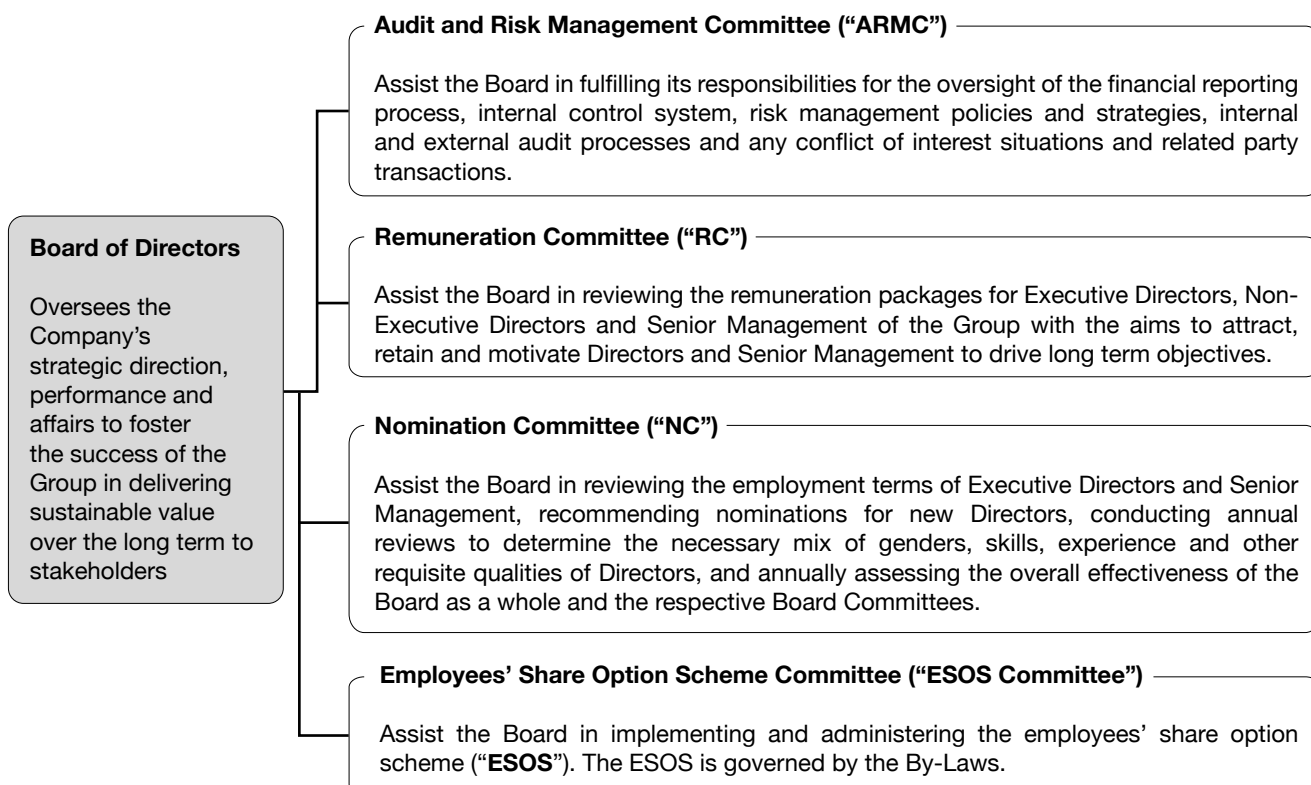 Audit and Risk Management Committee (“ARMC”)
Assist the Board in fulfilling its responsibilities for the oversight of the financial reporting
process, internal control system, risk management policies and strategies, internal
and external audit processes and any conflict of interest situations and related party
transactions.
Board of Directors
Oversees the
Company’s
strategic direction,
performance and
affairs to foster
the success of the
Group in delivering
sustainable value
over the long term to
stakeholders
Remuneration Committee (“RC”)
Assist the Board in reviewing the remuneration packages for Executive Directors, Non-
Executive Directors and Senior Management of the Group with the aims to attract,
retain and motivate Directors and Senior Management to drive long term objectives.
Nomination Committee (“NC”)
Assist the Board in reviewing the employment terms of Executive Directors and Senior
Management, recommending nominations for new Directors, conducting annual
reviews to determine the necessary mix of genders, skills, experience and other
requisite qualities of Directors, and annually assessing the overall effectiveness of the
Board as a whole and the respective Board Committees.
Employees’ Share Option Scheme Committee (“ESOS Committee”)
Assist the Board in implementing and administering the employees’ share option
scheme (“ESOS”). The ESOS is governed by the By-Laws.